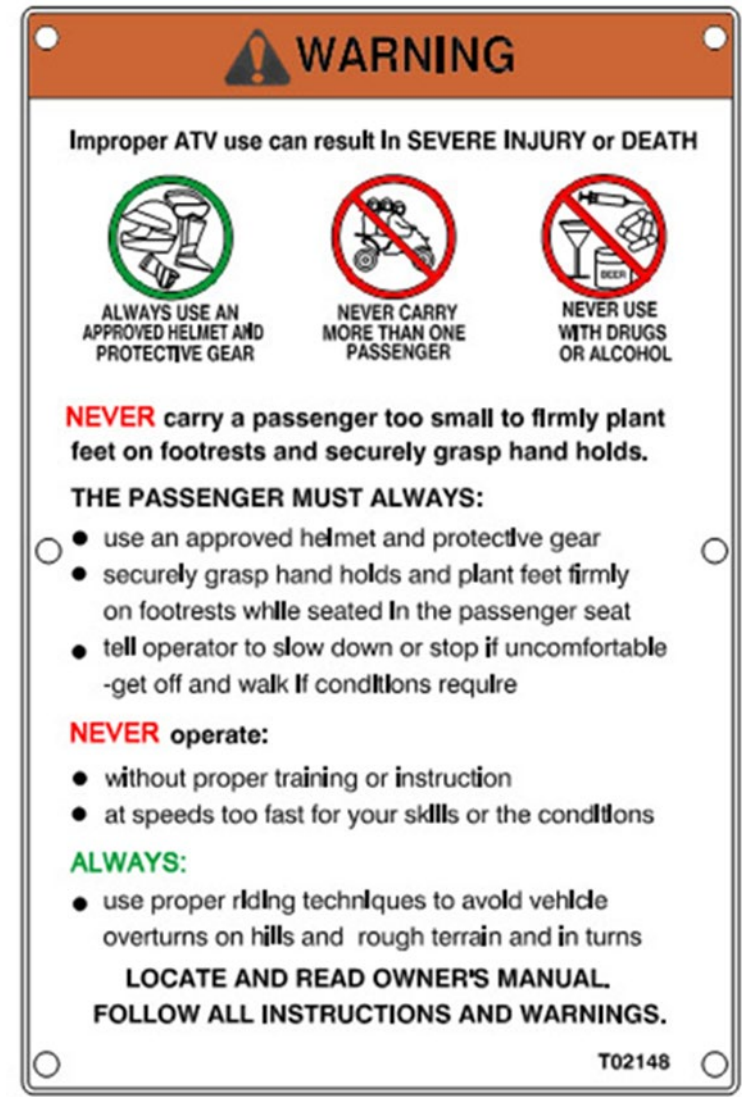 WARNING
Improper ATV use can result in SEVERE INJURY or DEATH
ALWAYS USE AN
APPROVED HELMET AND
PROTECTIVE GEAR
NEVER CARRY
MORE THAN ONE
PASSENGER
BEER
NEVER USE
WITH DRUGS
OR ALCOHOL
NEVER carry a passenger too small to firmly plant
feet on footrests and securely grasp hand holds.
THE PASSENGER MUST ALWAYS:
● use an approved helmet and protective gear
● securely grasp hand holds and plant feet firmly
on footrests while seated in the passenger seat
● tell operator to slow down or stop if uncomfortable
-get off and walk if conditions require
NEVER operate:
● without proper training or instruction
● at speeds too fast for your skills or the conditions
ALWAYS:
● use proper riding techniques to avoid vehicle
overturns on hills and rough terrain and in turns
LOCATE AND READ OWNER'S MANUAL.
FOLLOW ALL INSTRUCTIONS AND WARNINGS.
T02148